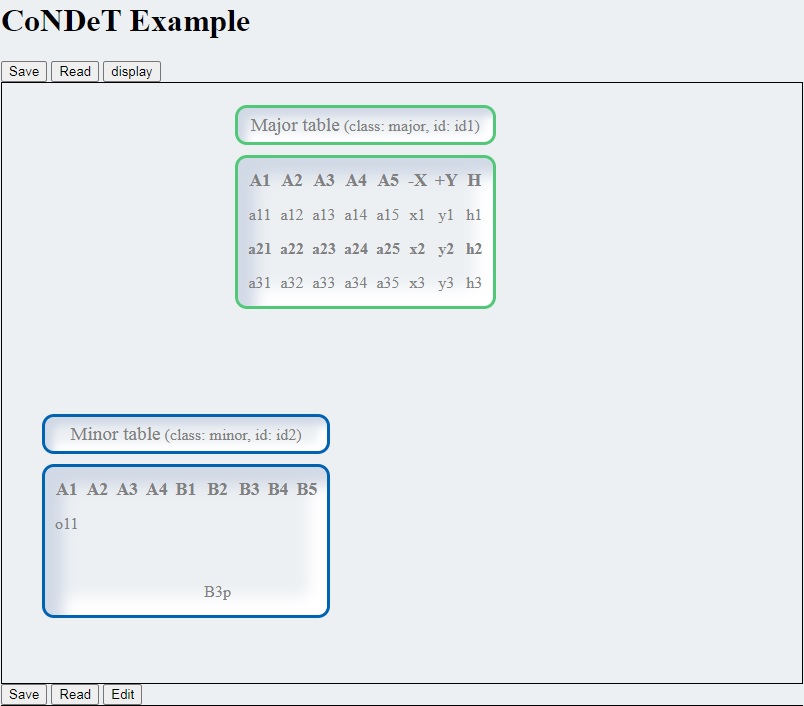 CoNDeT Example
Save Read display
Major table (class: major, id: id1)
A1 A2 A3 A4 A5 -X +Y H
a11 a12 a13 a14 a15 x1 y1 h1
a21 a22 a23 a24 a25 x2 y2 h2
a31 a32 a33 a34 a35 x3 y3 h3
Minor table (class: minor, id: id2)
A1 A2 A3 A4 B1 B2 B3 B4 B5
o11
B3p
Save Read Edit